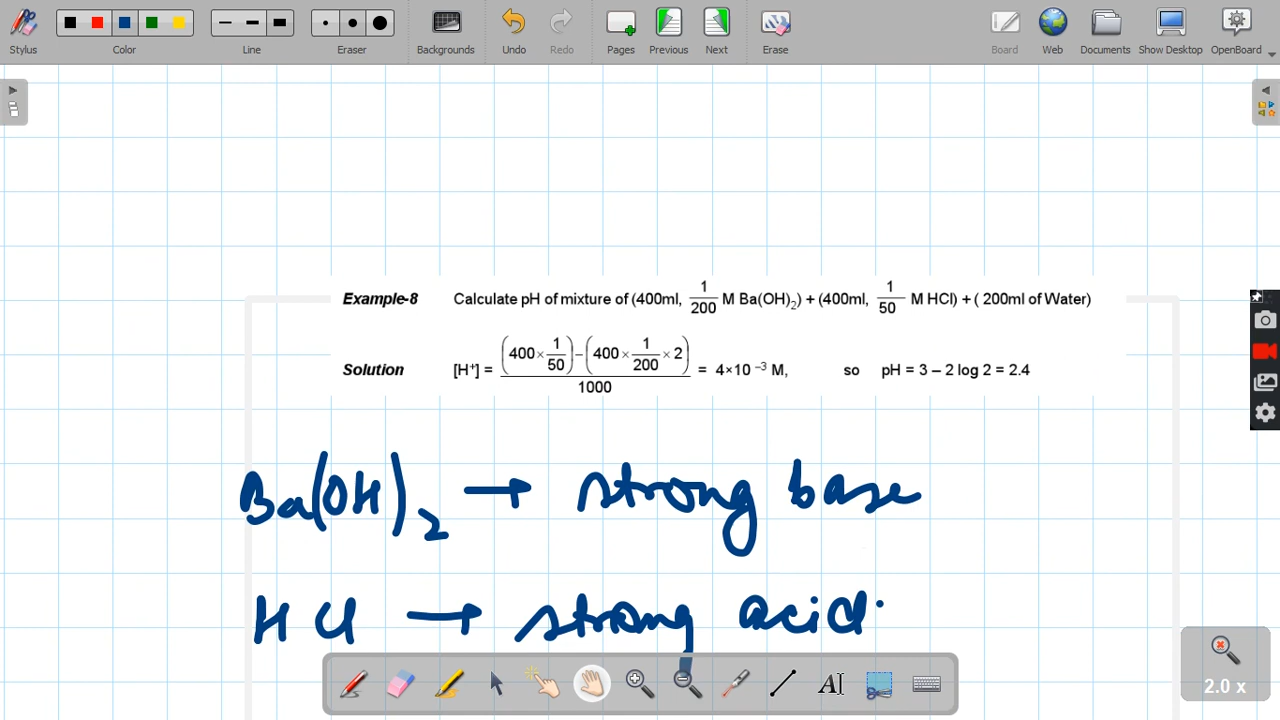 Stylus Color Line Eraser Backgrounds Undo Redo Pages Previous Next Erase Board Web Documents Show Desktop OpenBoard
Example-8 Calculate pH of mixture of (400ml, 1/200 M Ba(OH)₂) + (400ml, 1/50 M HCl) + ( 200ml of Water)
Solution [H⁺] = ((400 × 1/50) − (400 × 1/200 × 2))/1000 = 4×10 ⁻³ M, so pH = 3 – 2 log 2 = 2.4
Ba(OH)₂ → strong base
HCl → strong acid.
2.0 x